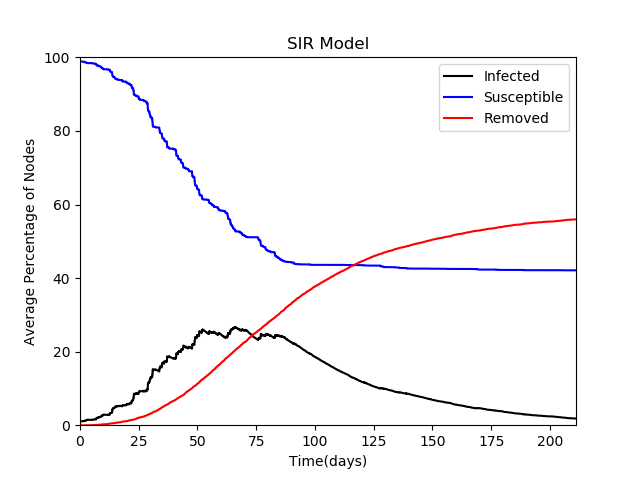 SIR Model
Infected
Susceptible
Removed
Average Percentage of Nodes
100
80
60
40
20
0
0 25 50 75 100 125 150 175 200
Time(days)